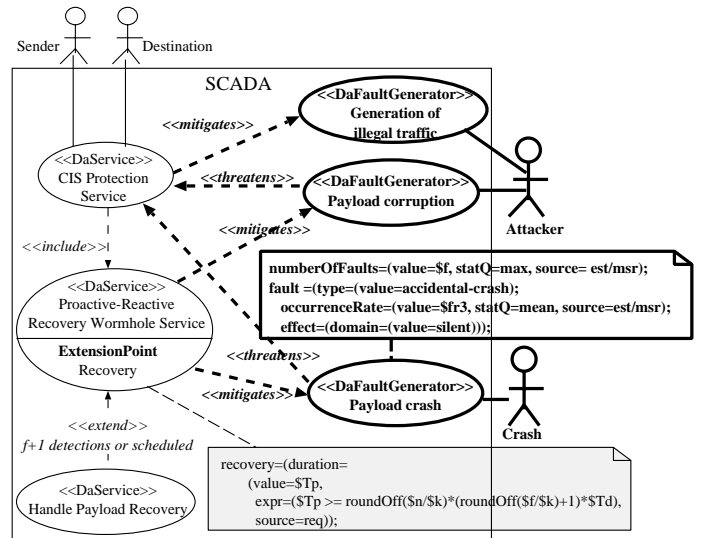 Sender
Destination
SCADA
<<DaFaultGenerator>>
Generation of
illegal traffic
<<mitigates>>
<<DaService>>
CIS Protection
Service
<<threatens>>
<<DaFaultGenerator>>
Payload corruption
Attacker
<<mitigates>>
<<include>>
numberOfFaults=(value=$f, statQ=max, source= est/msr);
fault =(type=(value=accidental-crash);
occurrenceRate=(value=$fr3, statQ=mean, source=est/msr);
effect=(domain=(value=silent)));
<<DaService>>
Proactive-Reactive
Recovery Wormhole Service
ExtensionPoint
Recovery
<<threatens>>
<<mitigates>>
<<DaFaultGenerator>>
Payload crash
Crash
<<extend>>
f+1 detections or scheduled
<<DaService>>
Handle Payload Recovery
recovery=(duration=
(value=$Tp,
expr=($Tp >= roundOff($n/$k)*(roundOff($f/$k)+1)*$Td),
source=req));